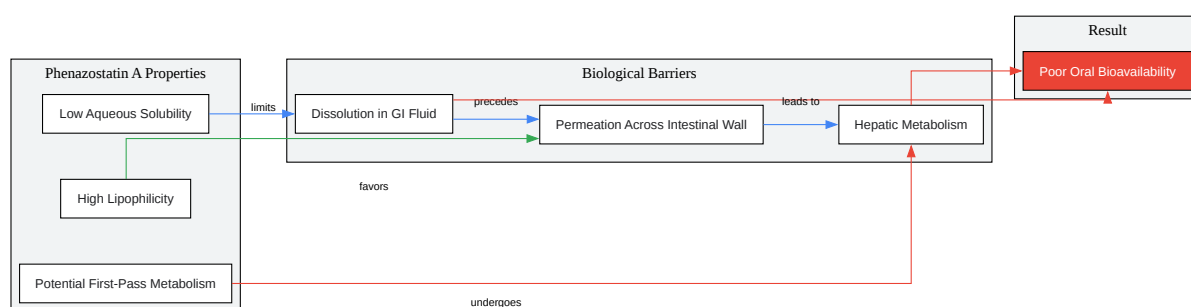 Result
Poor Oral Bioavailability
Phenazostatin A Properties
Biological Barriers
Low Aqueous Solubility
limits
Dissolution in GI Fluid
precedes
Permeation Across Intestinal Wall
leads to
Hepatic Metabolism
High Lipophilicity
favors
Potential First-Pass Metabolism
undergoes